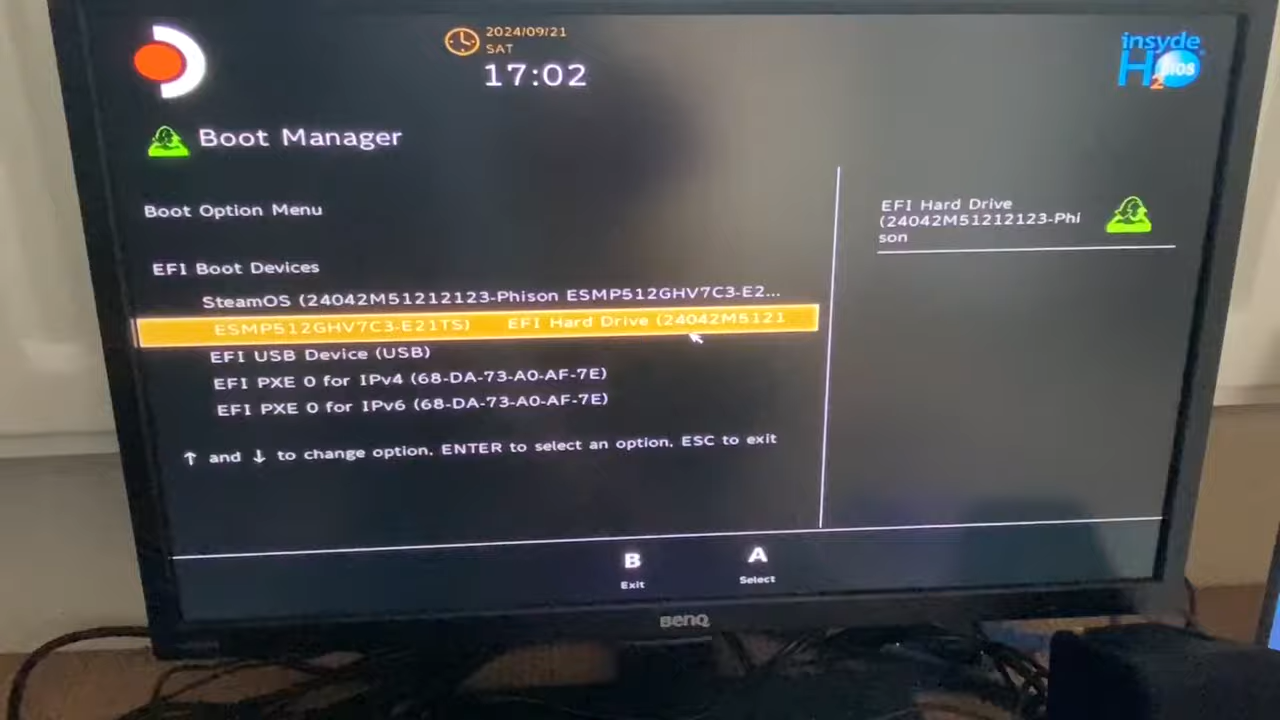 2024/09/21
SAT
17:02
insyde
H2O bios
Boot Manager
Boot Option Menu
EFI Boot Devices
SteamOS (24042M51212123-Phison ESMP512GHV7C3-E2...
ESMP512GHV7C3-E21TS) EFI Hard Drive (24042M5121
EFI USB Device (USB)
EFI PXE 0 for IPv4 (68-DA-73-A0-AF-7E)
EFI PXE 0 for IPv6 (68-DA-73-A0-AF-7E)
↑ and ↓ to change option, ENTER to select an option, ESC to exit
EFI Hard Drive
(24042M51212123-Phi
son
B
Exit
A
Select
BenQ